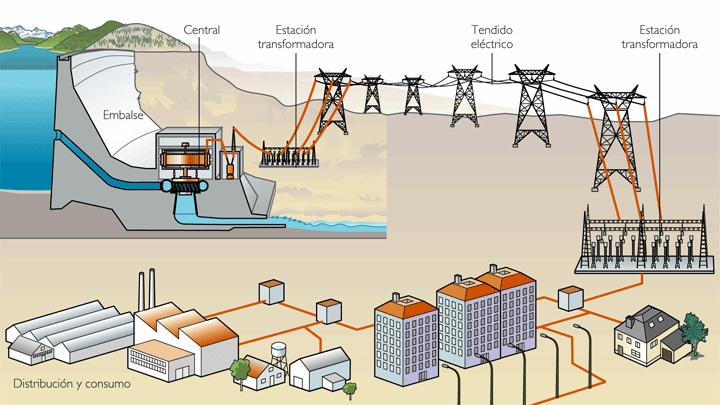 Central
Estación
transformadora
Tendido
eléctrico
Estación
transformadora
Embalse
Distribución y consumo